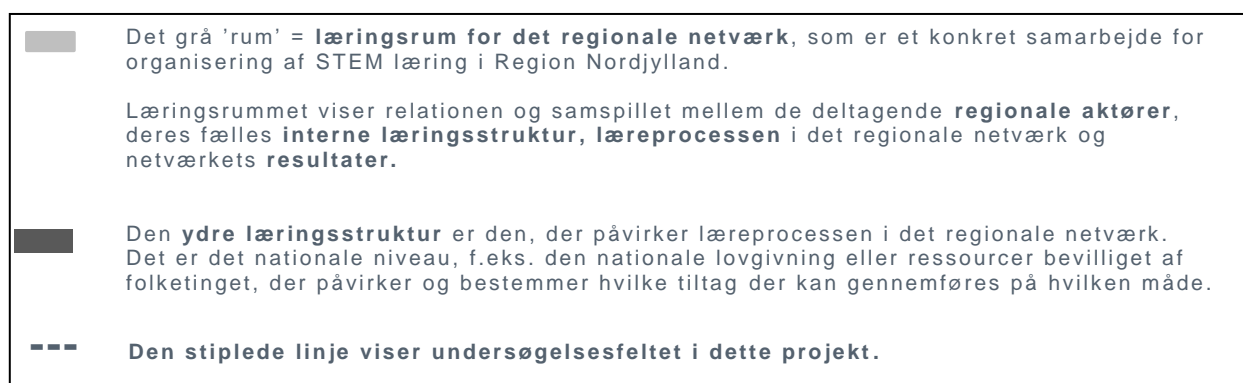 Det grå ’rum’ = læringsrum for det regionale netværk, som er et konkret samarbejde for
organisering af STEM læring i Region Nordjylland.
Læringsrummet viser relationen og samspillet mellem de deltagende regionale aktører,
deres fælles interne læringsstruktur, læreprocessen i det regionale netværk og
netværkets resultater.
Den ydre læringsstruktur er den, der påvirker læreprocessen i det regionale netværk.
Det er det nationale niveau, f.eks. den nationale lovgivning eller ressourcer bevilliget af
folketinget, der påvirker og bestemmer hvilke tiltag der kan gennemføres på hvilken måde.
Den stiplede linje viser undersøgelsesfeltet i dette projekt.